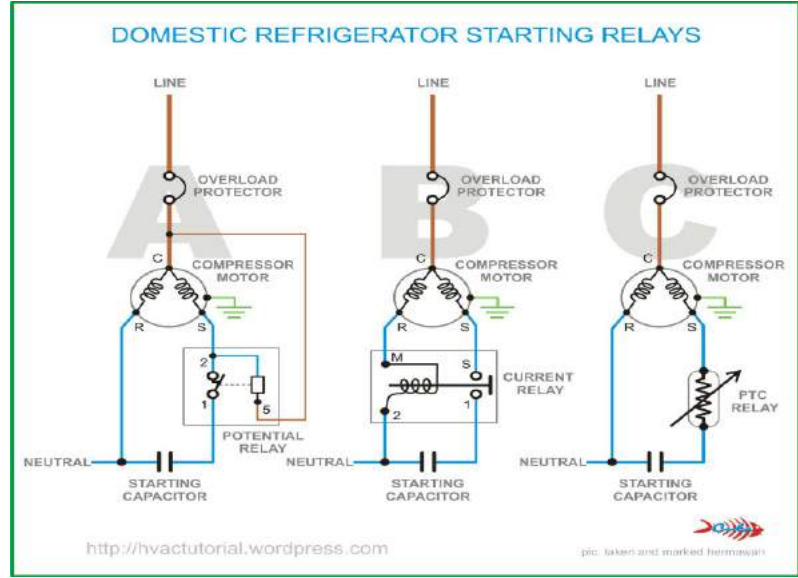 DOMESTIC REFRIGERATOR STARTING RELAYS
A
LINE
OVERLOAD
PROTECTOR
C
COMPRESSOR
MOTOR
R
S
2
1
5
POTENTIAL
RELAY
NEUTRAL
STARTING
CAPACITOR
B
LINE
OVERLOAD
PROTECTOR
C
COMPRESSOR
MOTOR
R
S
M
S
2
1
CURRENT
RELAY
NEUTRAL
STARTING
CAPACITOR
C
LINE
OVERLOAD
PROTECTOR
C
COMPRESSOR
MOTOR
R
S
PTC
RELAY
NEUTRAL
STARTING
CAPACITOR
http://hvactutorial.wordpress.com
pic. taken and marked hermawan